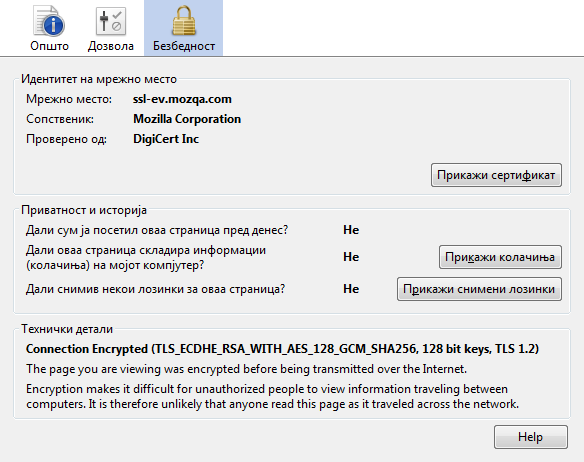 Општо Дозвола Безбедност
Идентитет на мрежно место
Мрежно место: ssl-ev.mozqa.com
Сопственик: Mozilla Corporation
Проверено од: DigiCert Inc
Прикажи сертификат
Приватност и историја
Дали сум ја посетил оваа страница пред денес? Не
Дали оваа страница складира информации
(колачиња) на мојот компјутер? Не Прикажи колачиња
Дали снимив некои лозинки за оваа страница? Не Прикажи снимени лозинки
Технички детали
Connection Encrypted (TLS_ECDHE_RSA_WITH_AES_128_GCM_SHA256, 128 bit keys, TLS 1.2)
The page you are viewing was encrypted before being transmitted over the Internet.
Encryption makes it difficult for unauthorized people to view information traveling between
computers. It is therefore unlikely that anyone read this page as it traveled across the network.
Help